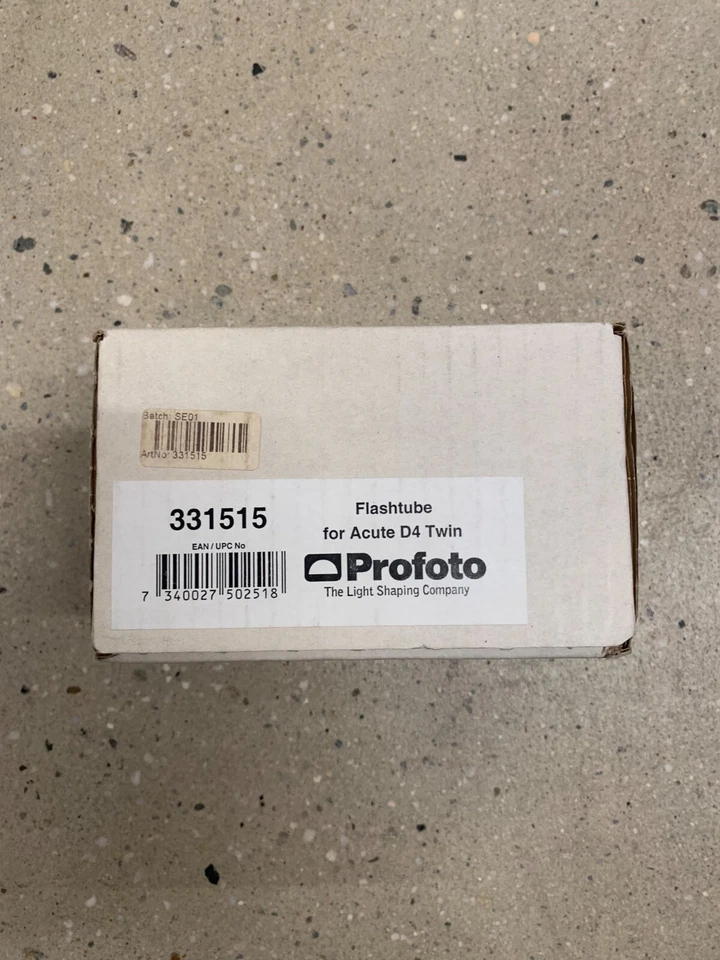 Batch: SE01
ArtNo: 331515
331515
EAN / UPC No
7 340027 502518
Flashtube
for Acute D4 Twin
Profoto
The Light Shaping Company